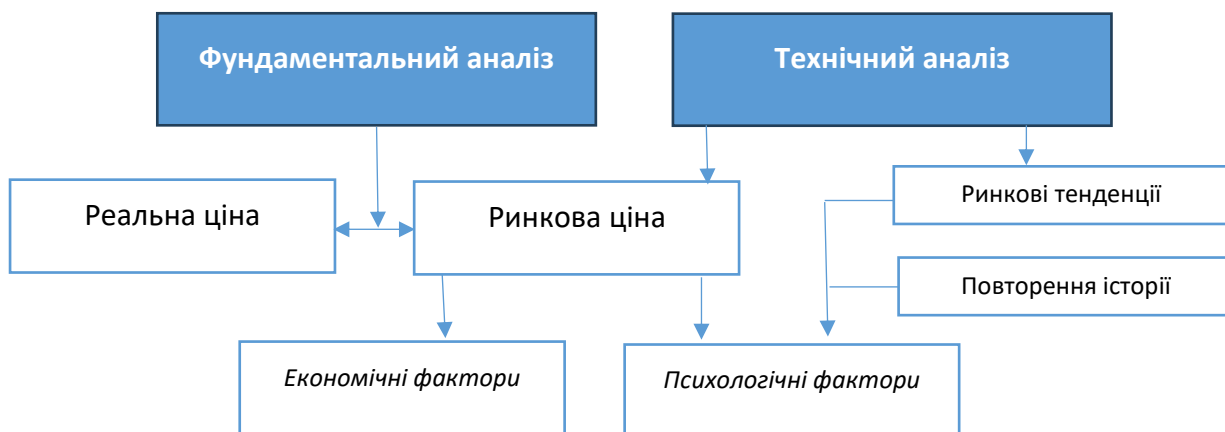 Фундаментальний аналіз
Технічний аналіз
Реальна ціна
Ринкова ціна
Ринкові тенденції
Повторення історії
Економічні фактори
Психологічні фактори